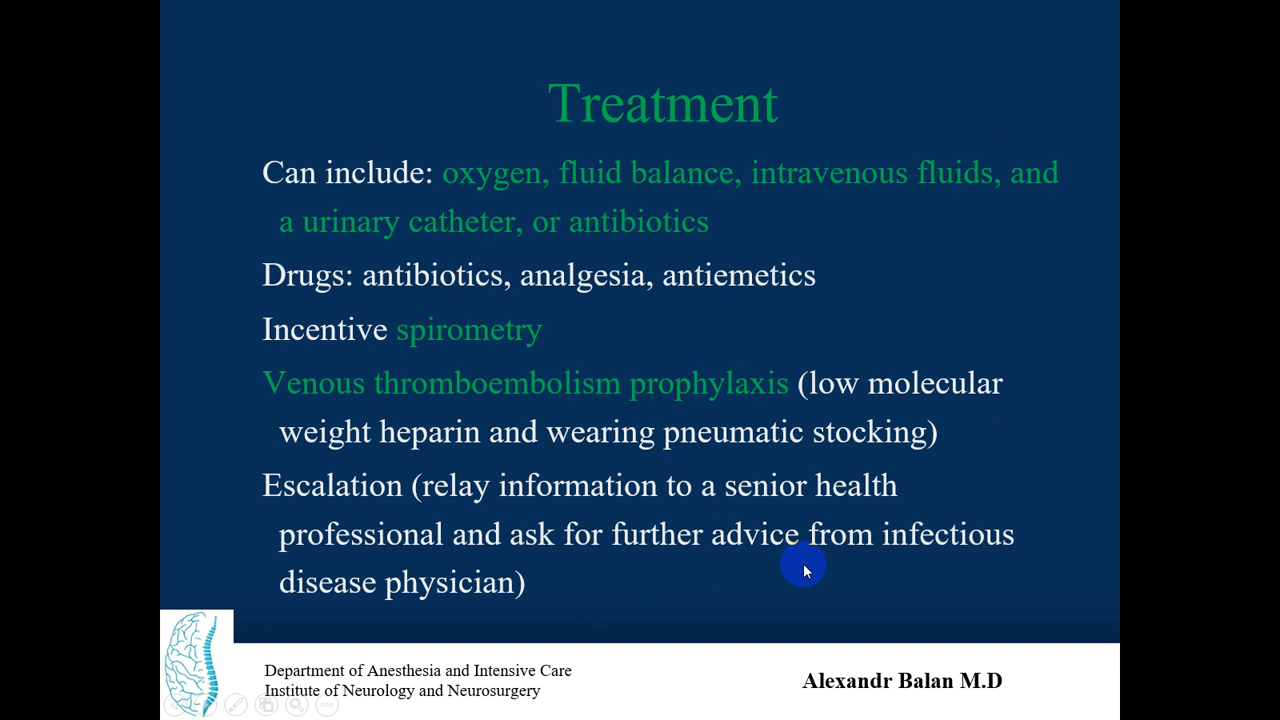 Treatment
Can include: oxygen, fluid balance, intravenous fluids, and
a urinary catheter, or antibiotics
Drugs: antibiotics, analgesia, antiemetics
Incentive spirometry
Venous thromboembolism prophylaxis (low molecular
weight heparin and wearing pneumatic stocking)
Escalation (relay information to a senior health
professional and ask for further advice from infectious
disease physician)
Department of Anesthesia and Intensive Care
Institute of Neurology and Neurosurgery
Alexandr Balan M.D